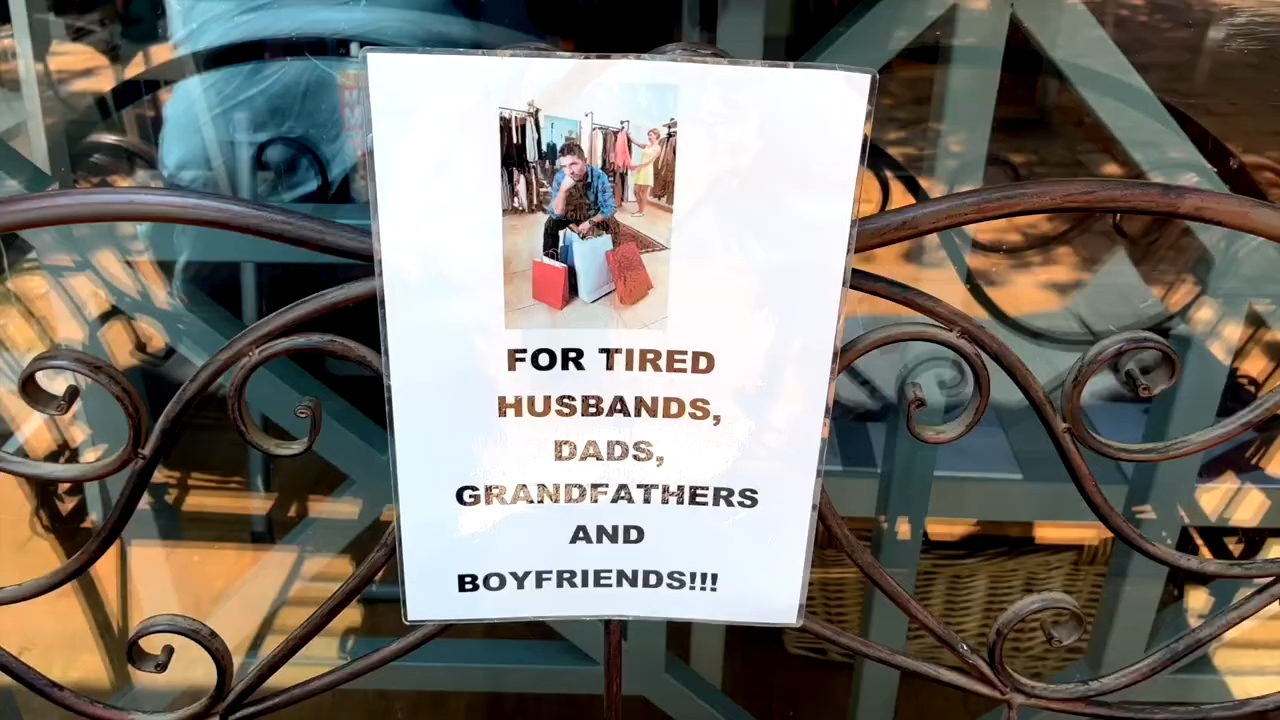 FOR TIRED
HUSBANDS,
DADS,
GRANDFATHERS
AND
BOYFRIENDS!!!